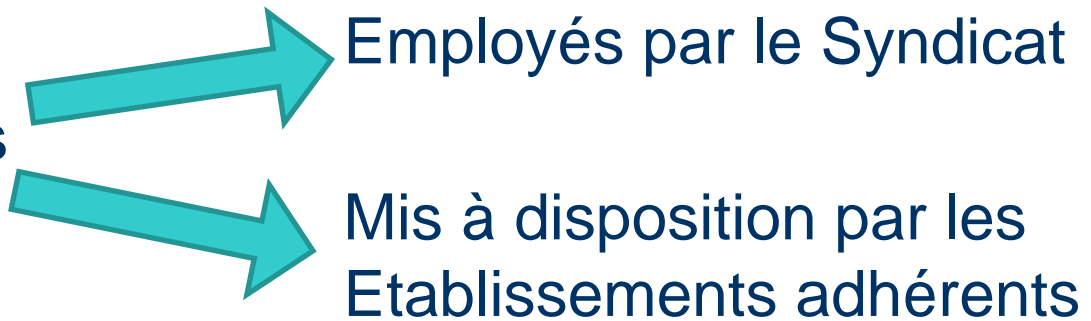 Employés par le Syndicat
s
Mis à disposition par les
Etablissements adhérents